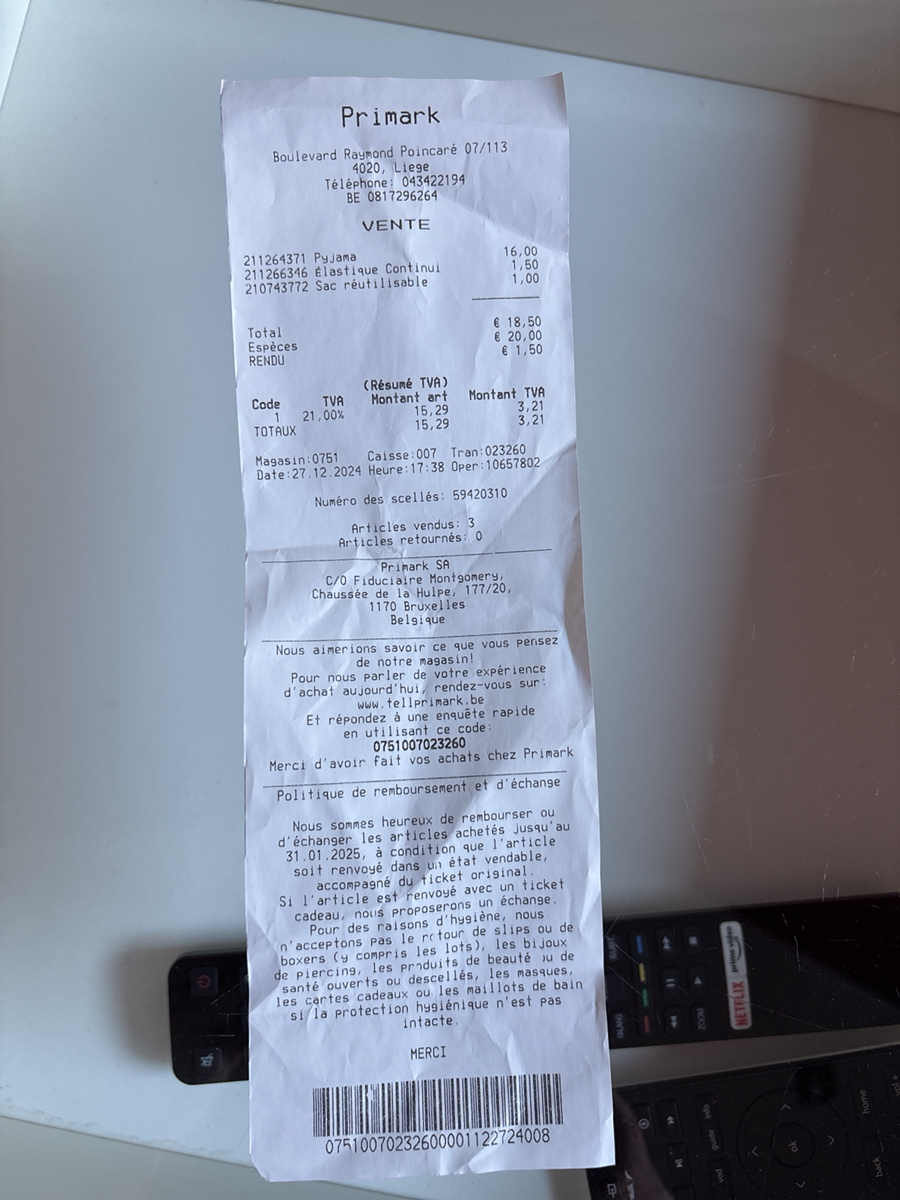 Primark
Boulevard Raymond Poincaré 07/113
4020, Liege
Téléphone: 043422194
BE 0817296264
VENTE
211264371 Pyjama 16,00
211266346 Élastique Continui 1,50
210743772 Sac réutilisable 1,00
Total € 18,50
Espèces € 20,00
RENDU € 1,50
(Résumé TVA)
Code TVA Montant art Montant TVA
1 21,00% 15,29 3,21
TOTAUX 15,29 3,21
Magasin:0751 Caisse:007 Tran:023260
Date:27.12.2024 Heure:17:38 Oper:10657802
Numéro des scellés: 59420310
Articles vendus: 3
Articles retournés: 0
Primark SA
C/O Fiduciaire Montgomery,
Chaussée de la Hulpe, 177/20,
1170 Bruxelles
Belgique
Nous aimerions savoir ce que vous pensez
de notre magasin!
Pour nous parler de votre expérience
d'achat aujourd'hui, rendez-vous sur:
www.tellprimark.be
Et répondez à une enquête rapide
en utilisant ce code:
0751007023260
Merci d'avoir fait vos achats chez Primark
Politique de remboursement et d'échange
Nous sommes heureux de rembourser ou
d'échanger les articles achetés jusqu'au
31.01.2025, à condition que l'article
soit renvoyé dans un état vendable,
accompagné du ticket original.
Si l'article est renvoyé avec un ticket
cadeau, nous proposerons un échange.
Pour des raisons d'hygiène, nous
n'acceptons pas le retour de slips ou de
boxers (y compris les lots), les bijoux
de piercing, les produits de beauté ou de
santé ouverts ou descellés, les masques,
les cartes cadeaux ou les maillots de bain
si la protection hygiénique n'est pas
intacte.
MERCI
07510070232600001122724008
NETFLIX
prime video
ZOOM
ok
home
back
info
guide
vod
vol +